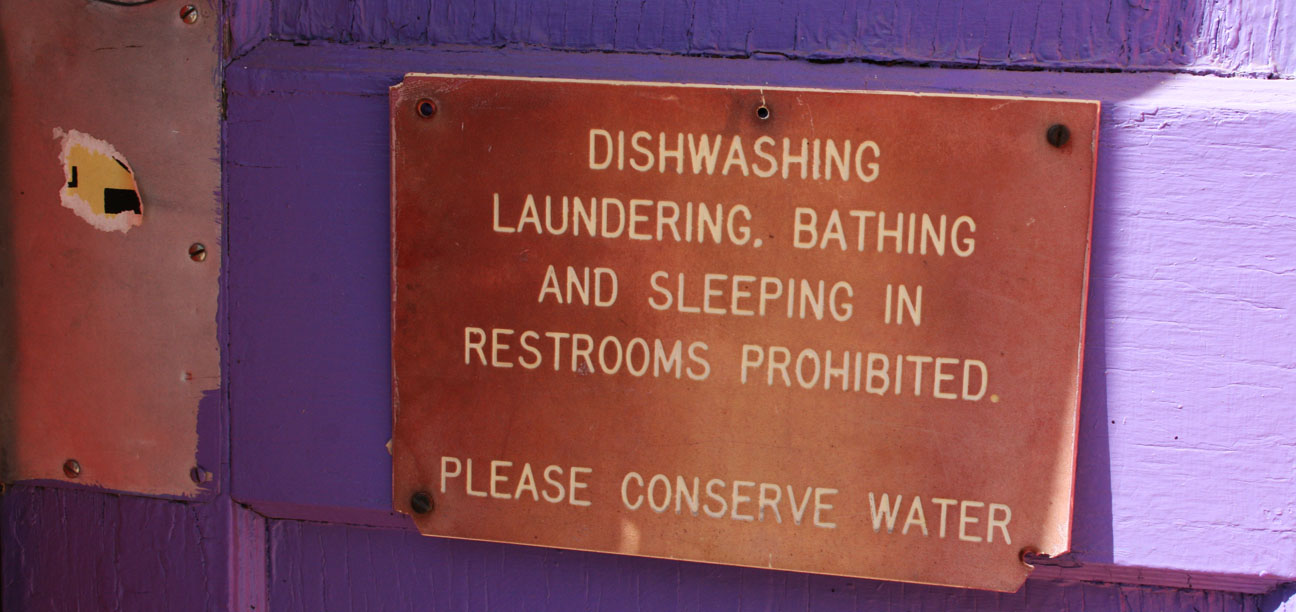 DISHWASHING
LAUNDERING. BATHING
AND SLEEPING IN
RESTROOMS PROHIBITED.
PLEASE CONSERVE WATER